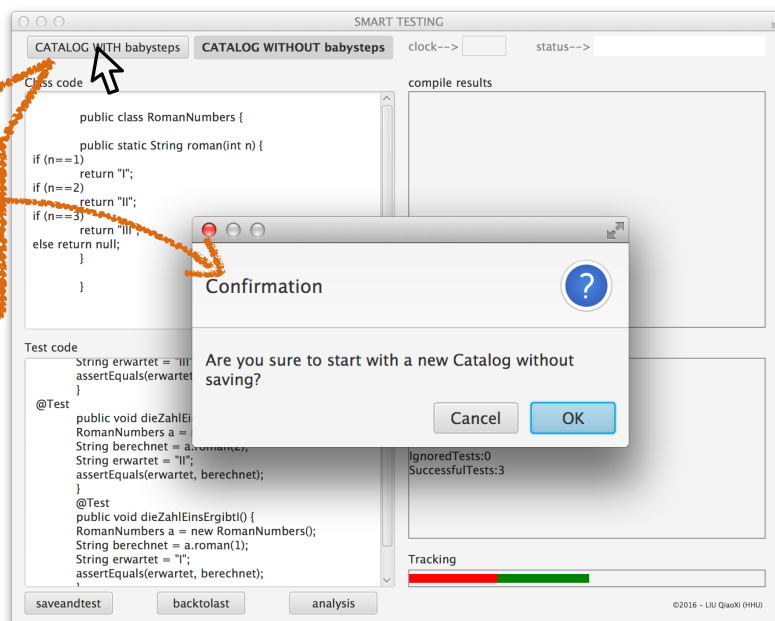 SMART TESTING
CATALOG WITH babysteps
CATALOG WITHOUT babysteps
clock-->
status-->
Class code
compile results
public class RomanNumbers {
public static String roman(int n) {
if (n==1)
return "I";
if (n==2)
return "II";
if (n==3)
return "III";
else return null;
}
}
Confirmation
?
Are you sure to start with a new Catalog without
saving?
Cancel
OK
Test code
String erwartet = "III"
assertEquals(erwartet
}
@Test
public void dieZahlEi
RomanNumbers a =
String berechnet = a.roman(2);
String erwartet = "II";
assertEquals(erwartet, berechnet);
}
@Test
public void dieZahlEinsErgibtI() {
RomanNumbers a = new RomanNumbers();
String berechnet = a.roman(1);
String erwartet = "I";
assertEquals(erwartet, berechnet);
IgnoredTests:0
SuccessfulTests:3
Tracking
saveandtest
backtolast
analysis
©2016 – LIU QiaoXi (HHU)